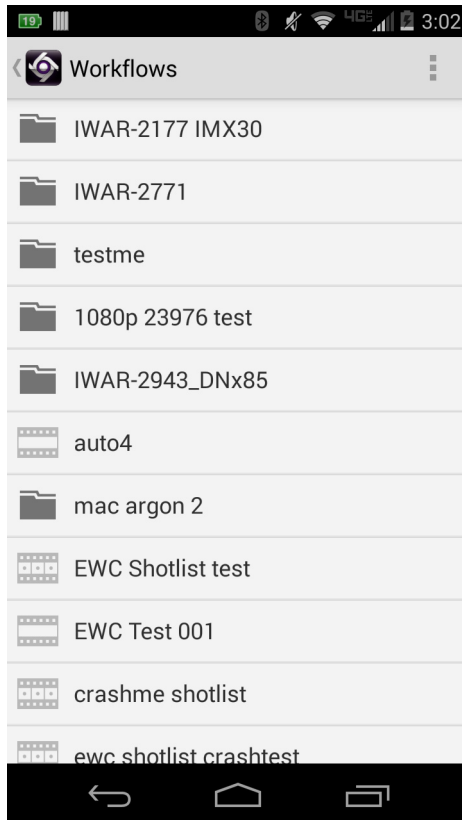 19 4G 3:02
Workflows
IWAR-2177 IMX30
IWAR-2771
testme
1080p 23976 test
IWAR-2943_DNx85
auto4
mac argon 2
EWC Shotlist test
EWC Test 001
crashme shotlist
ewc shotlist crashtest